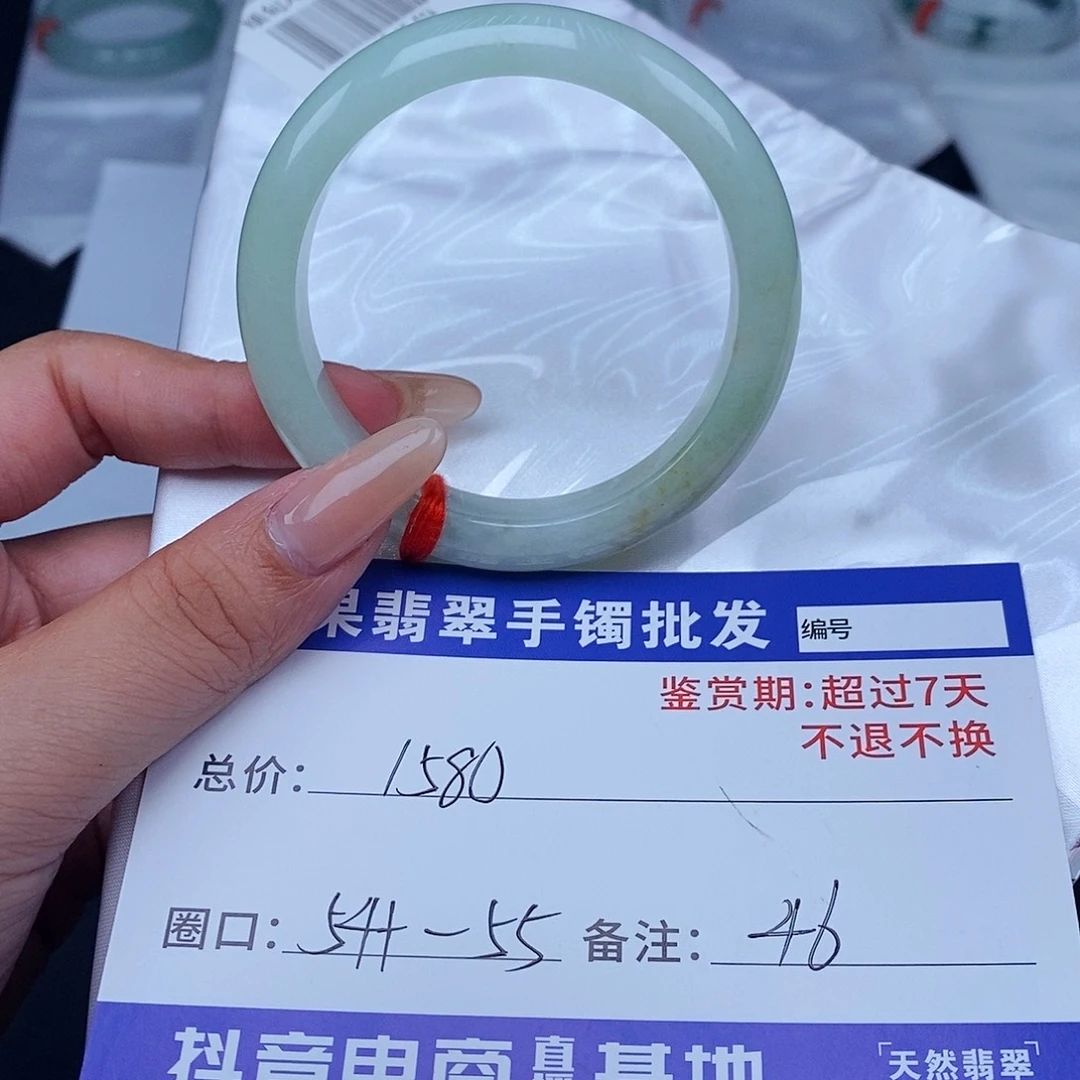 果翡翠手镯批发 编号
鉴赏期:超过7天
不退不换
总价: 1580
圈口: 54-55 备注: 46
抖音电商直播基地 「天然翡翠」